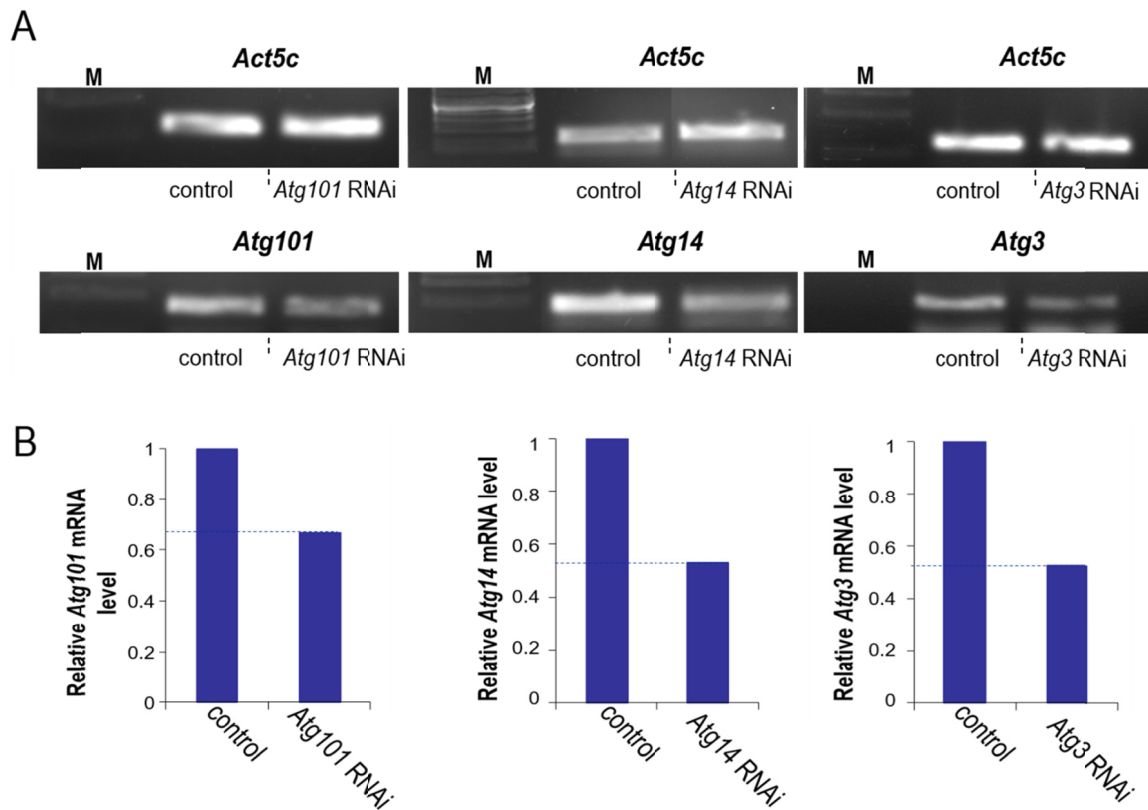 A
Act5c Act5c Act5c
M M M
control Atg101 RNAi control Atg14 RNAi control Atg3 RNAi
Atg101 Atg14 Atg3
M M M
control Atg101 RNAi control Atg14 RNAi control Atg3 RNAi
B
Relative Atg101 mRNA
level
1
0.8
0.6
0.4
0.2
0
control
Atg101 RNAi
Relative Atg14 mRNA level
1
0.8
0.6
0.4
0.2
0
control
Atg14 RNAi
Relative Atg3 mRNA level
1
0.8
0.6
0.4
0.2
0
control
Atg3 RNAi